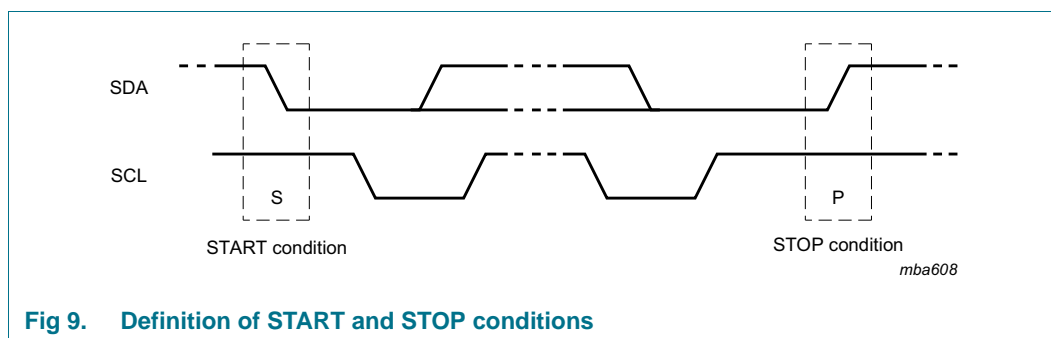 SDA
SCL
S
P
START condition
STOP condition
mba608
Fig 9. Definition of START and STOP conditions